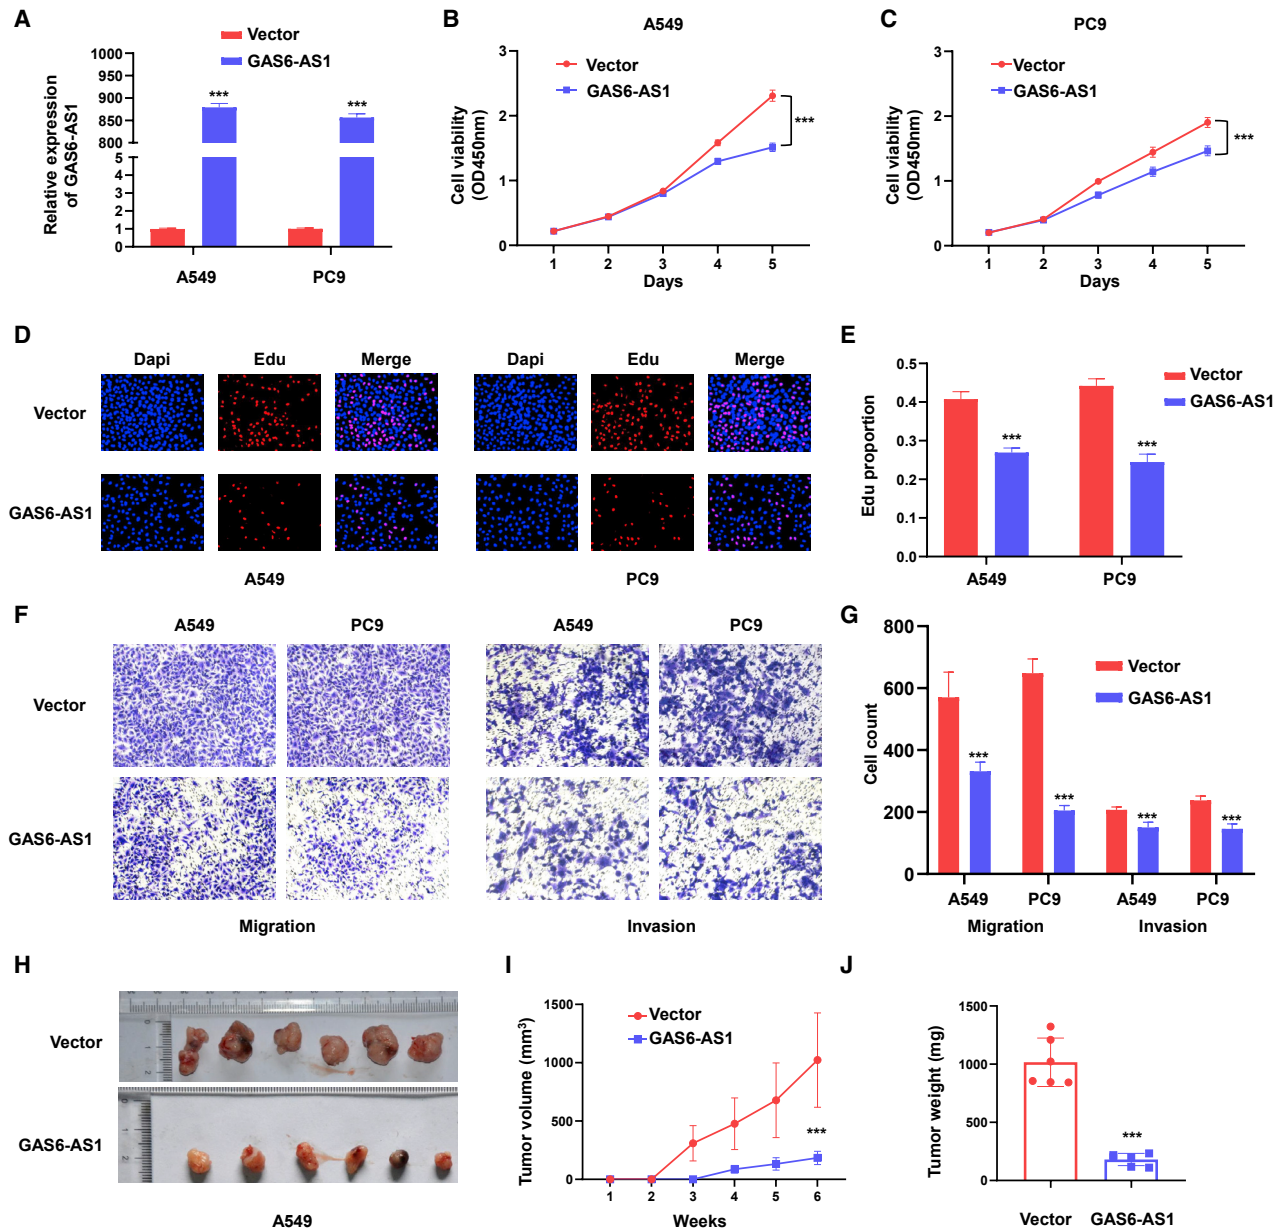 A
Vector
GAS6-AS1
Relative expression
of GAS6-AS1
1000
950
900
850
800
5
4
3
2
1
0
***
***
A549
PC9
B
A549
Cell viability
(OD450nm)
3
2
1
0
Vector
GAS6-AS1
***
1 2 3 4 5
Days
C
PC9
Cell viability
(OD450nm)
3
2
1
0
Vector
GAS6-AS1
***
1 2 3 4 5
Days
D
Dapi Edu Merge Dapi Edu Merge
Vector
GAS6-AS1
A549 PC9
E
Edu proportion
0.5
0.4
0.3
0.2
0.1
0.0
Vector
GAS6-AS1
***
***
A549 PC9
F
A549 PC9 A549 PC9
Vector
GAS6-AS1
Migration Invasion
G
Cell count
800
600
400
200
0
Vector
GAS6-AS1
***
***
***
***
A549 PC9 A549 PC9
Migration Invasion
H
Vector
GAS6-AS1
A549
I
Tumor volume (mm³)
1500
1000
500
0
Vector
GAS6-AS1
***
1 2 3 4 5 6
Weeks
J
Tumor weight (mg)
1500
1000
500
0
***
Vector GAS6-AS1